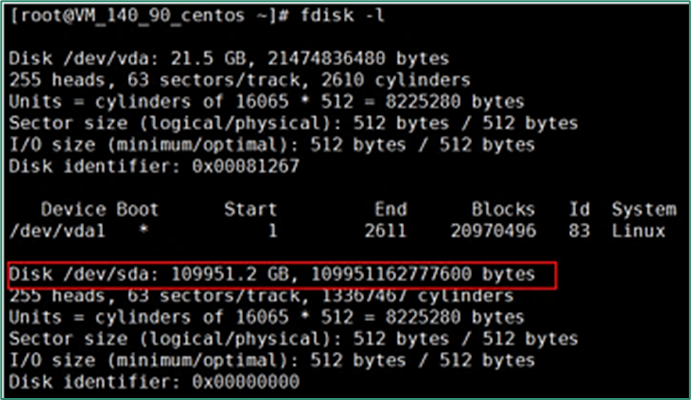 [root@VM_140_90_centos ~]# fdisk -l
Disk /dev/vda: 21.5 GB, 21474836480 bytes
255 heads, 63 sectors/track, 2610 cylinders
Units = cylinders of 16065 * 512 = 8225280 bytes
Sector size (logical/physical): 512 bytes / 512 bytes
I/O size (minimum/optimal): 512 bytes / 512 bytes
Disk identifier: 0x00081267
Device Boot Start End Blocks Id System
/dev/vda1 * 1 2611 20970496 83 Linux
Disk /dev/sda: 109951.2 GB, 109951162777600 bytes
255 heads, 63 sectors/track, 13367467 cylinders
Units = cylinders of 16065 * 512 = 8225280 bytes
Sector size (logical/physical): 512 bytes / 512 bytes
I/O size (minimum/optimal): 512 bytes / 512 bytes
Disk identifier: 0x00000000